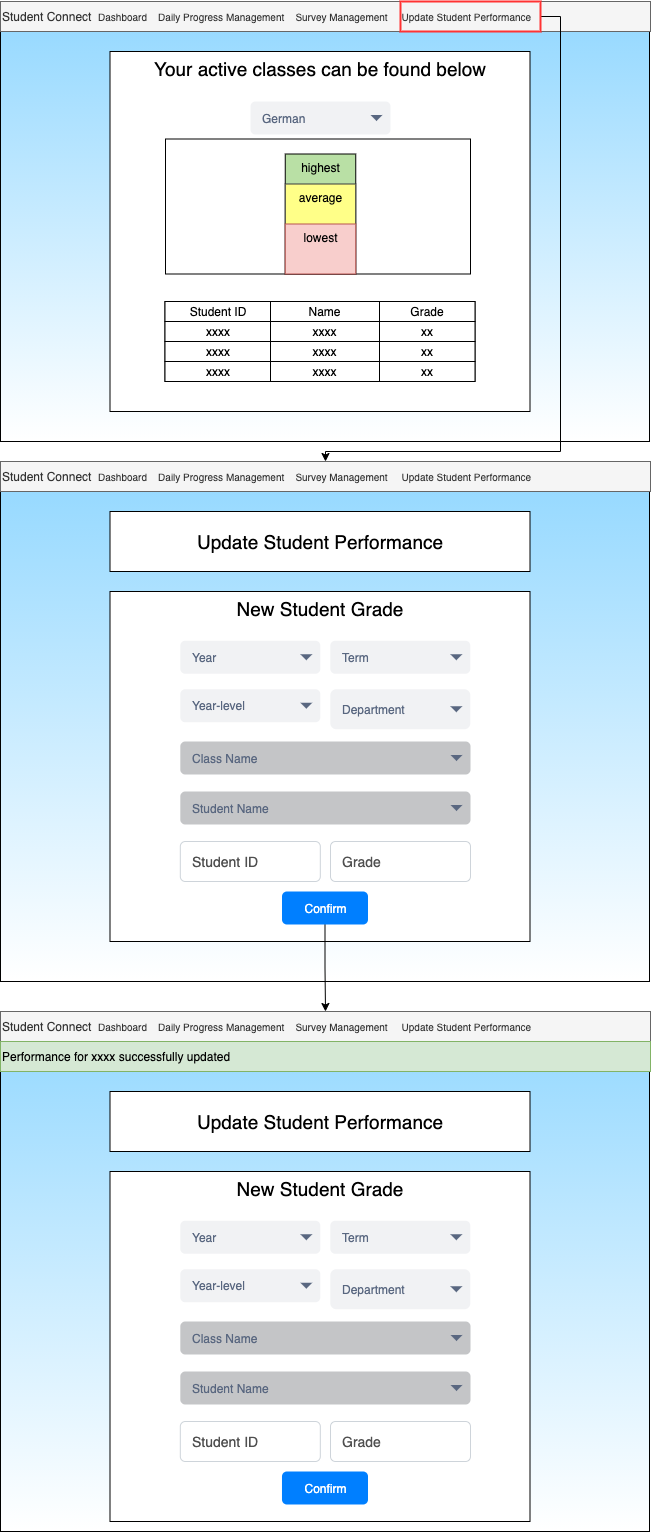 Student Connect Dashboard Daily Progress Management Survey Management Update Student Performance
Your active classes can be found below
German
highest
average
lowest
Student ID Name Grade
xxxx xxxx xx
xxxx xxxx xx
xxxx xxxx xx
Student Connect Dashboard Daily Progress Management Survey Management Update Student Performance
Update Student Performance
New Student Grade
Year Term
Year-level Department
Class Name
Student Name
Student ID Grade
Confirm
Student Connect Dashboard Daily Progress Management Survey Management Update Student Performance
Performance for xxxx successfully updated
Update Student Performance
New Student Grade
Year Term
Year-level Department
Class Name
Student Name
Student ID Grade
Confirm